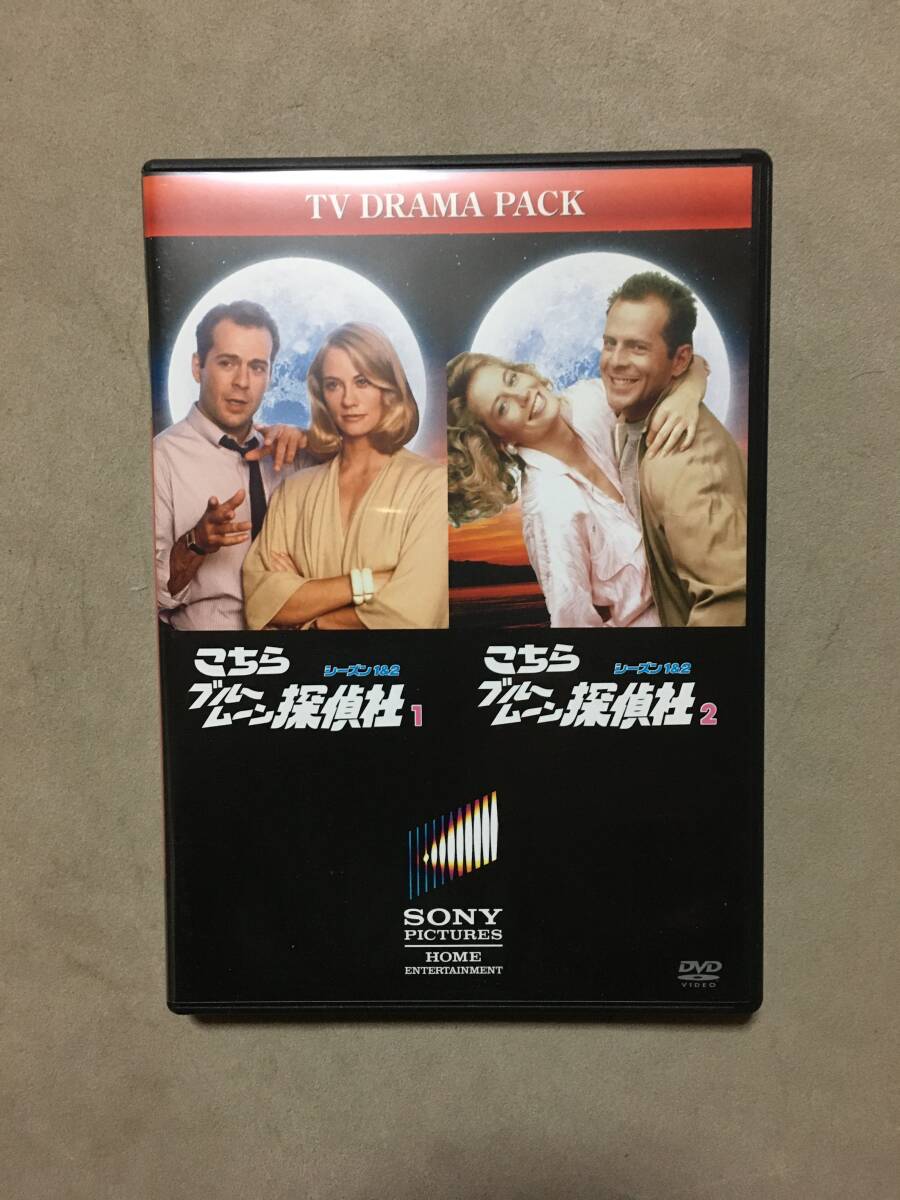 TV DRAMA PACK
こちら シーズン1&2
ブルームーン探偵社 1
こちら シーズン1&2
ブルームーン探偵社 2
SONY
PICTURES
HOME
ENTERTAINMENT
DVD
VIDEO